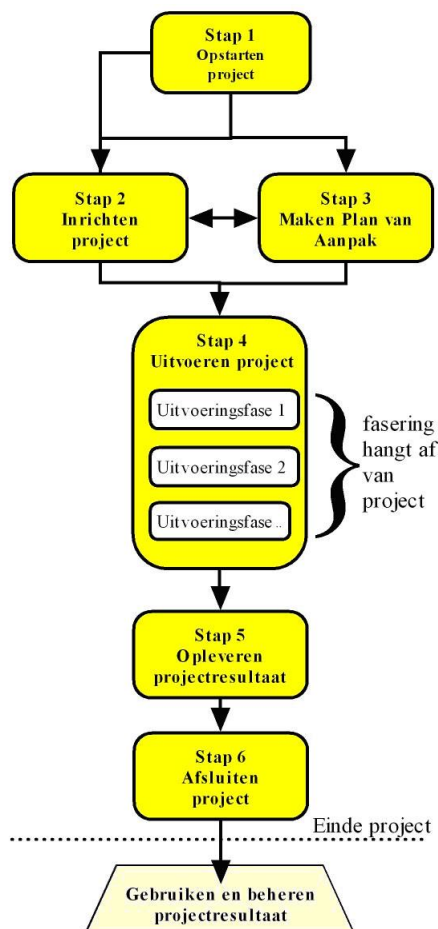 Stap 1
Opstarten
project
Stap 2
Inrichten
project
Stap 3
Maken Plan van
Aanpak
Stap 4
Uitvoeren project
Uitvoeringsfase 1
Uitvoeringsfase 2
Uitvoeringsfase ..
fasering
hangt af
van
project
Stap 5
Opleveren
projectresultaat
Stap 6
Afsluiten
project
Einde project
Gebruiken en beheren
projectresultaat